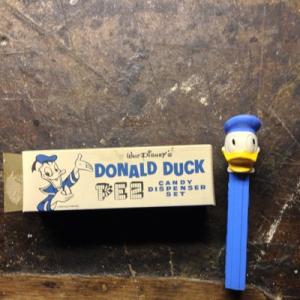 Walt Disney's
DONALD DUCK
PEZ CANDY
DISPENSER
SET